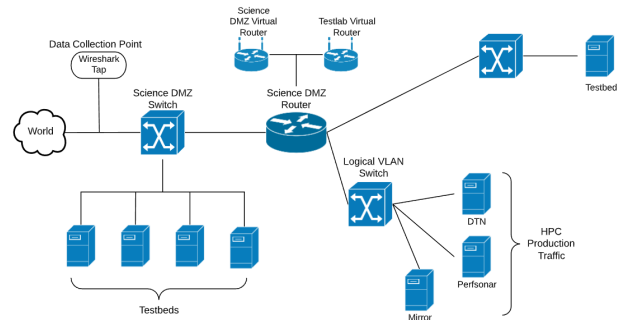 Science
DMZ Virtual
Router
Testlab Virtual
Router
Data Collection Point
Wireshark
Tap
Science DMZ
Switch
Science DMZ
Router
World
Testbed
Logical VLAN
Switch
DTN
HPC
Production
Traffic
Perfsonar
Testbeds
Mirror